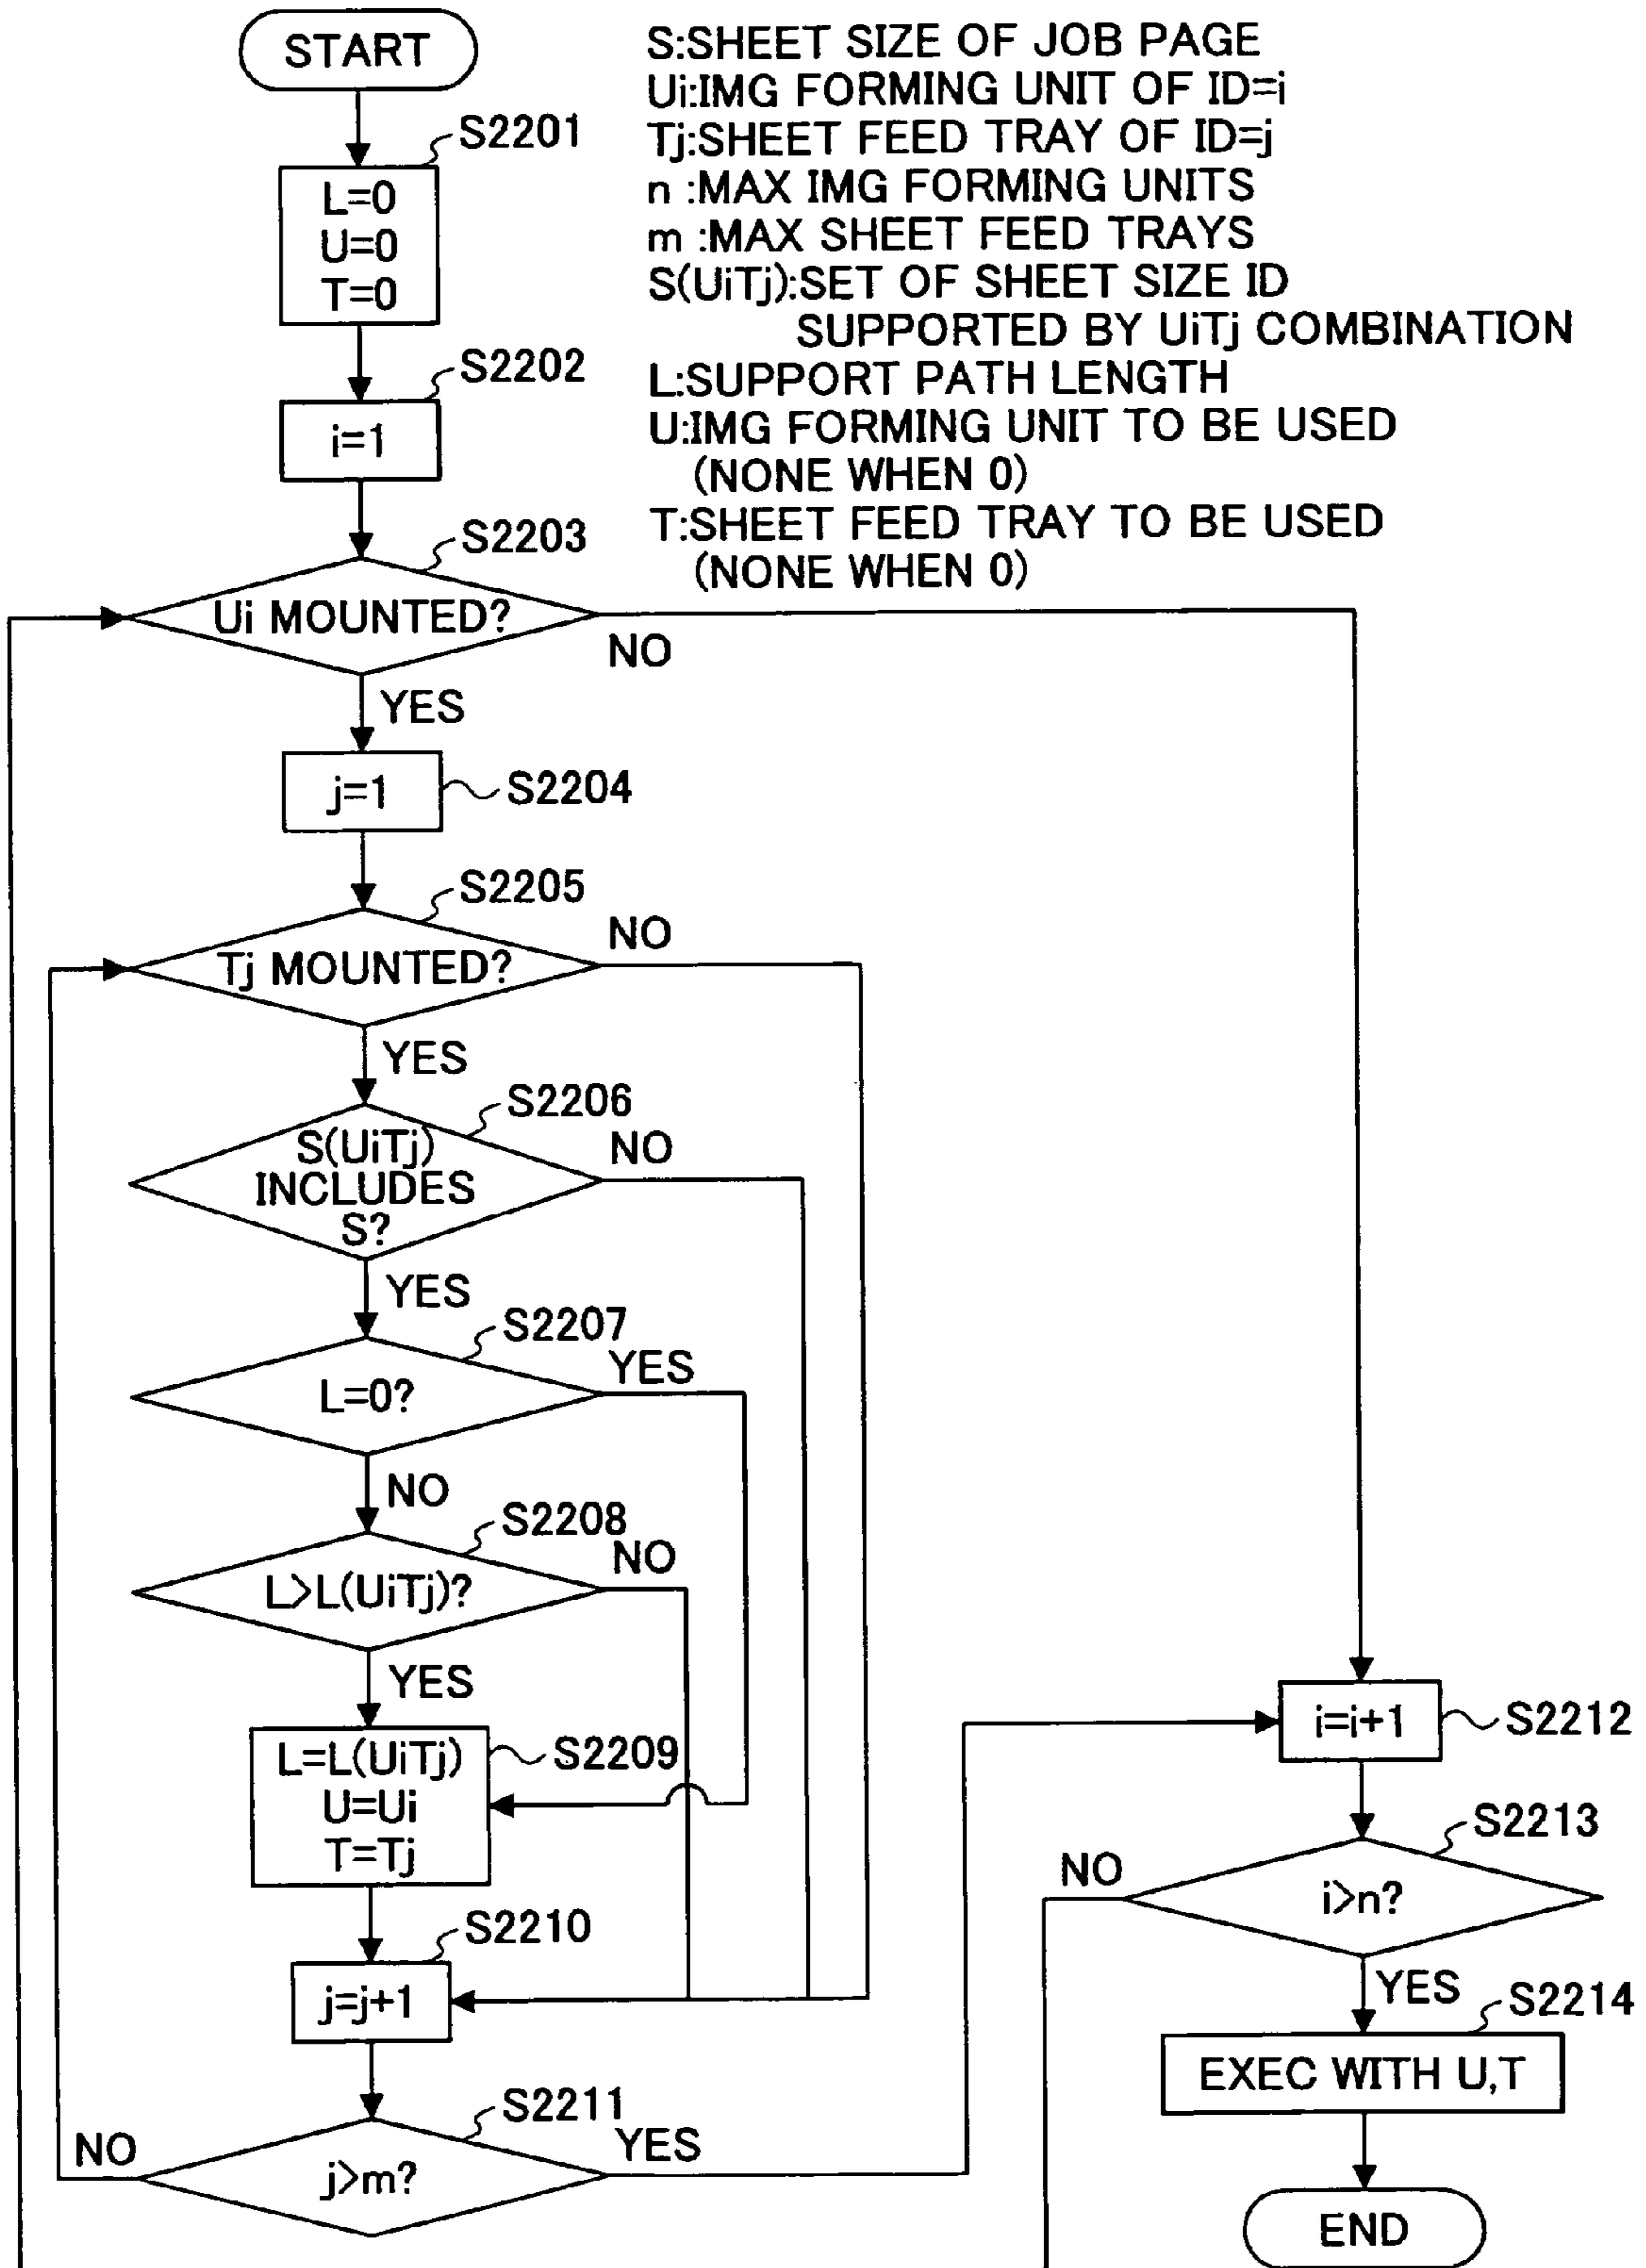 START
S:SHEET SIZE OF JOB PAGE
Ui:IMG FORMING UNIT OF ID=i
Tj:SHEET FEED TRAY OF ID=j
n :MAX IMG FORMING UNITS
m :MAX SHEET FEED TRAYS
S(UiTj):SET OF SHEET SIZE ID
SUPPORTED BY UiTj COMBINATION
L:SUPPORT PATH LENGTH
U:IMG FORMING UNIT TO BE USED
(NONE WHEN 0)
T:SHEET FEED TRAY TO BE USED
(NONE WHEN 0)
S2201
L=0
U=0
T=0
S2202
i=1
S2203
Ui MOUNTED?
NO
YES
j=1
S2204
S2205
Tj MOUNTED?
NO
YES
S2206
S(UiTj)
INCLUDES
S?
NO
YES
S2207
L=0?
YES
NO
S2208
L>L(UiTj)?
NO
YES
L=L(UiTj)
U=Ui
T=Tj
S2209
S2210
j=j+1
S2211
j>m?
NO
YES
i=i+1
S2212
S2213
i>n?
NO
YES
S2214
EXEC WITH U,T
END